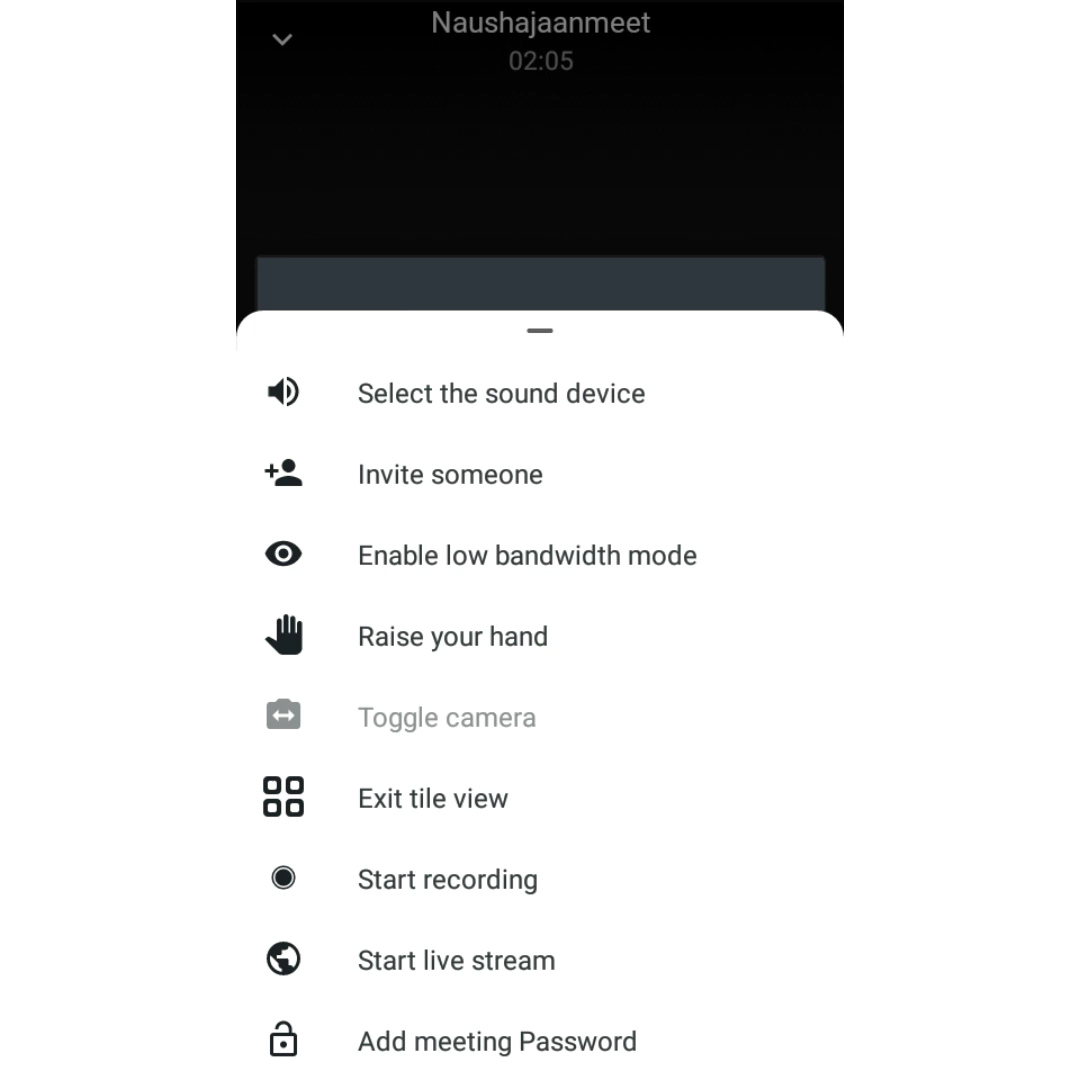 Naushajaanmeet
02:05
Select the sound device
Invite someone
Enable low bandwidth mode
Raise your hand
Toggle camera
Exit tile view
Start recording
Start live stream
Add meeting Password